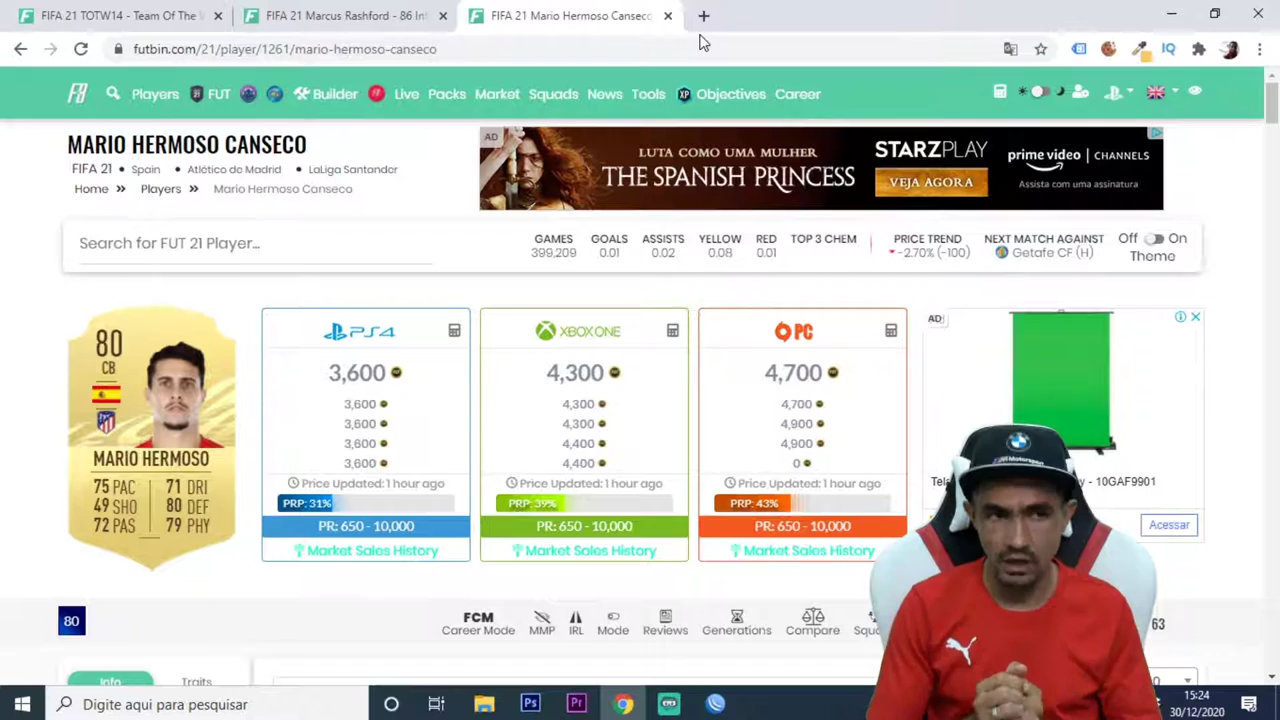 FIFA 21 TOTW14 - Team Of The W
FIFA 21 Marcus Rashford - 86 Int
FIFA 21 Mario Hermoso Canseco
futbin.com/21/player/1261/mario-hermoso-canseco
Players FUT Builder Live Packs Market Squads News Tools XP Objectives Career
MARIO HERMOSO CANSECO
FIFA 21 • Spain • Atlético de Madrid • LaLiga Santander
Home » Players » Mario Hermoso Canseco
AD
LUTA COMO UMA MULHER
THE SPANISH PRINCESS
STARZPLAY
VEJA AGORA
prime video | CHANNELS
Assista com uma assinatura
Search for FUT 21 Player...
GAMES GOALS ASSISTS YELLOW RED TOP 3 CHEM PRICE TREND NEXT MATCH AGAINST Off On
399,209 0.01 0.02 0.08 0.01 -2.70% (-100) Getafe CF (H) Theme
80
CB
MARIO HERMOSO
75 PAC 71 DRI
49 SHO 80 DEF
72 PAS 79 PHY
PS4
3,600
3,600
3,600
3,600
3,600
Price Updated: 1 hour ago
PRP: 31%
PR: 650 - 10,000
Market Sales History
XBOX ONE
4,300
4,300
4,300
4,400
4,400
Price Updated: 1 hour ago
PRP: 39%
PR: 650 - 10,000
Market Sales History
PC
4,700
4,700
4,900
4,900
0
Price Updated: 1 hour ago
PRP: 43%
PR: 650 - 10,000
Market Sales History
AD
10GAF9901
Acessar
80
FCM
Career Mode MMP IRL Mode Reviews Generations Compare
63
Info Traits
Digite aqui para pesquisar
15:24
30/12/2020